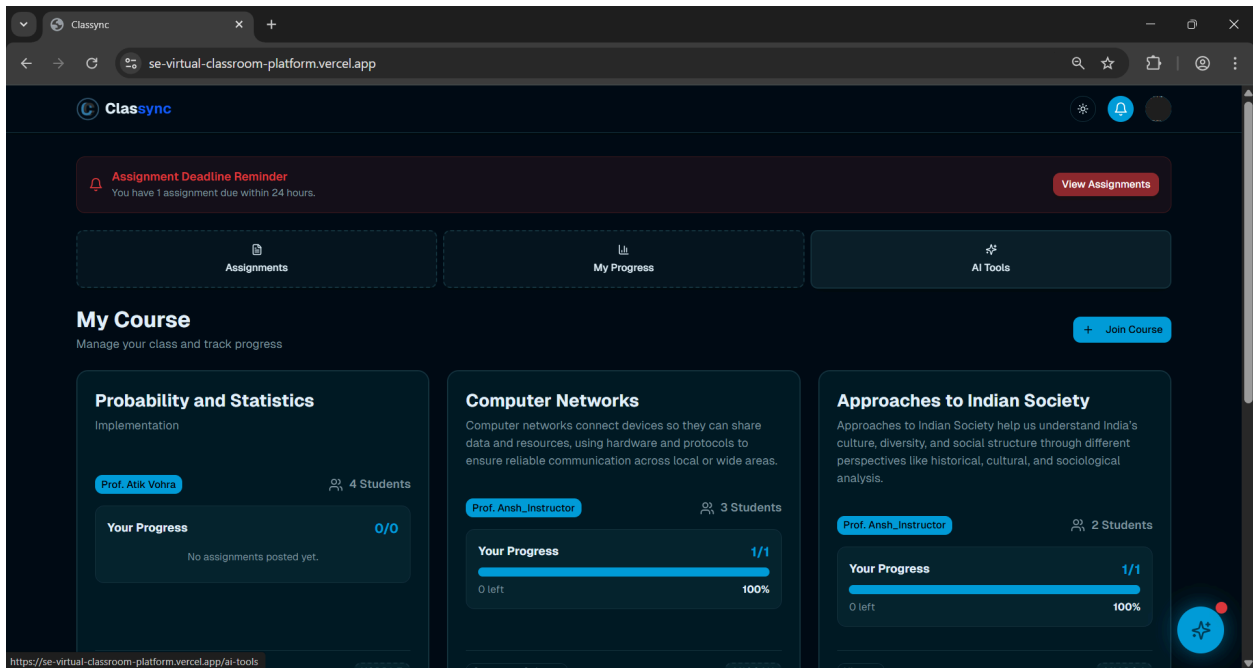 Classync
se-virtual-classroom-platform.vercel.app
Classync
Assignment Deadline Reminder
You have 1 assignment due within 24 hours.
View Assignments
Assignments
My Progress
AI Tools
My Course
Manage your class and track progress
+ Join Course
Probability and Statistics
Implementation
Prof. Atik Vohra
4 Students
Your Progress
0/0
No assignments posted yet.
Computer Networks
Computer networks connect devices so they can share
data and resources, using hardware and protocols to
ensure reliable communication across local or wide areas.
Prof. Ansh_Instructor
3 Students
Your Progress
1/1
0 left
100%
Approaches to Indian Society
Approaches to Indian Society help us understand India's
culture, diversity, and social structure through different
perspectives like historical, cultural, and sociological
analysis.
Prof. Ansh_Instructor
2 Students
Your Progress
1/1
0 left
100%
https://se-virtual-classroom-platform.vercel.app/ai-tools